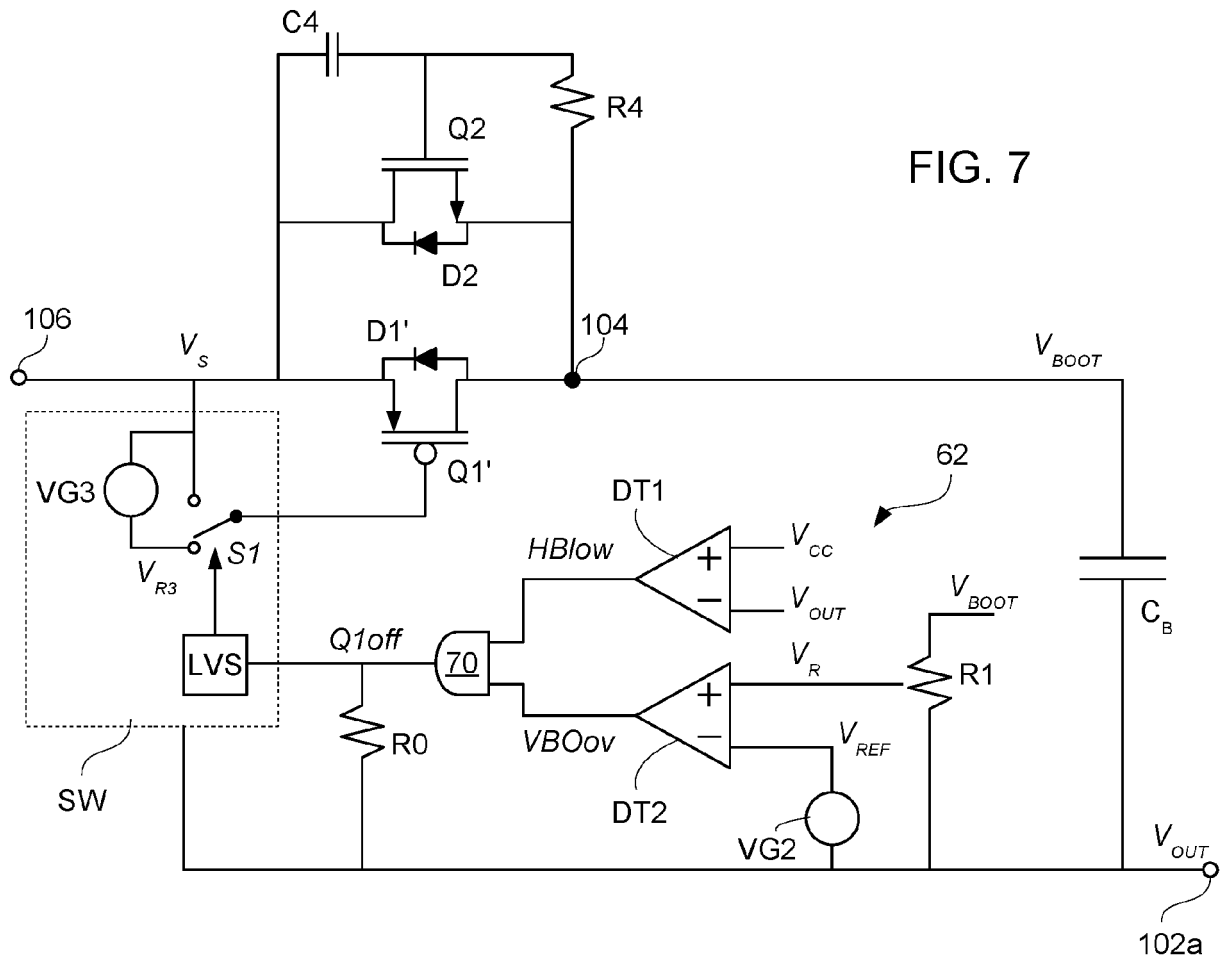 C4
R4
Q2
FIG. 7
D2
106
V_S
D1'
104
V_BOOT
VG3
Q1'
62
DT1
HBlow
+
V_CC
S1
V_R3
−
V_OUT
V_BOOT
C_B
Q1off
LVS
70
V_R
R1
+
R0
VBOov
−
V_REF
SW
DT2
VG2
V_OUT
102a